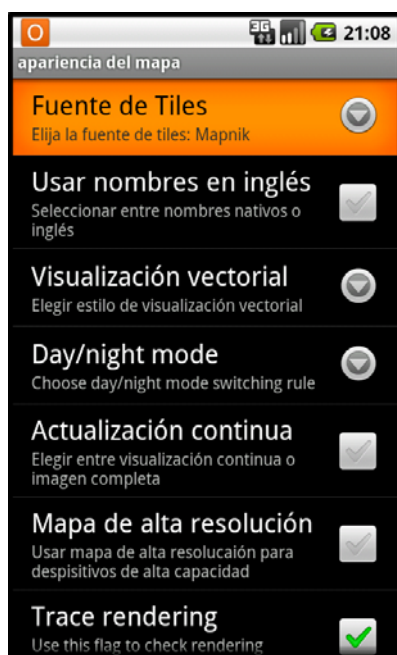 O
3G
21:08
apariencia del mapa
Fuente de Tiles
Elija la fuente de tiles: Mapnik
Usar nombres en inglés
Seleccionar entre nombres nativos o
inglés
Visualización vectorial
Elegir estilo de visualización vectorial
Day/night mode
Choose day/night mode switching rule
Actualización continua
Elegir entre visualización continua o
imagen completa
Mapa de alta resolución
Usar mapa de alta resolucaión para
despisitivos de alta capacidad
Trace rendering
Use this flag to check rendering